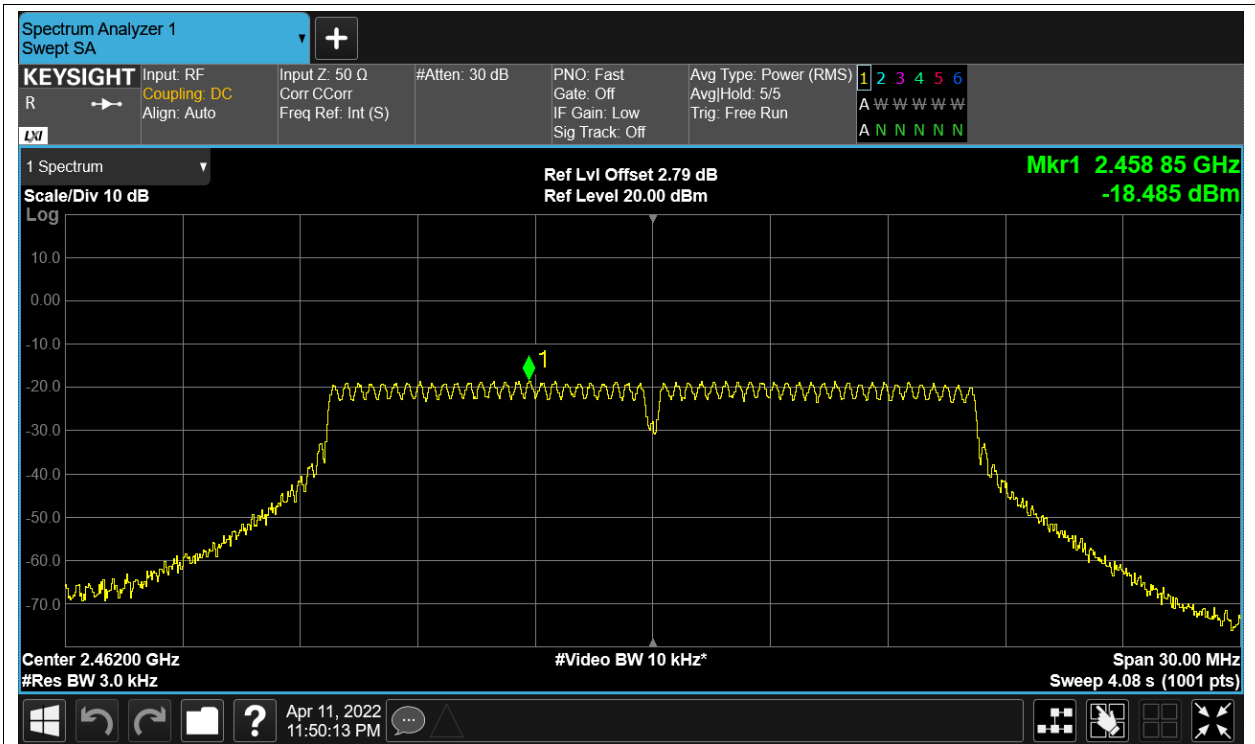 Spectrum Analyzer 1
Swept SA
+
KEYSIGHT
R
LXI
Input: RF
Coupling: DC
Align: Auto
Input Z: 50 Ω
Corr CCorr
Freq Ref: Int (S)
#Atten: 30 dB
PNO: Fast
Gate: Off
IF Gain: Low
Sig Track: Off
Avg Type: Power (RMS)
Avg|Hold: 5/5
Trig: Free Run
1 2 3 4 5 6
A W W W W W
A N N N N N
1 Spectrum
Scale/Div 10 dB
Log
Ref Lvl Offset 2.79 dB
Ref Level 20.00 dBm
Mkr1 2.458 85 GHz
-18.485 dBm
10.0
0.00
-10.0
1
-20.0
-30.0
-40.0
-50.0
-60.0
-70.0
Center 2.46200 GHz
#Res BW 3.0 kHz
#Video BW 10 kHz*
Span 30.00 MHz
Sweep 4.08 s (1001 pts)
?
Apr 11, 2022
11:50:13 PM